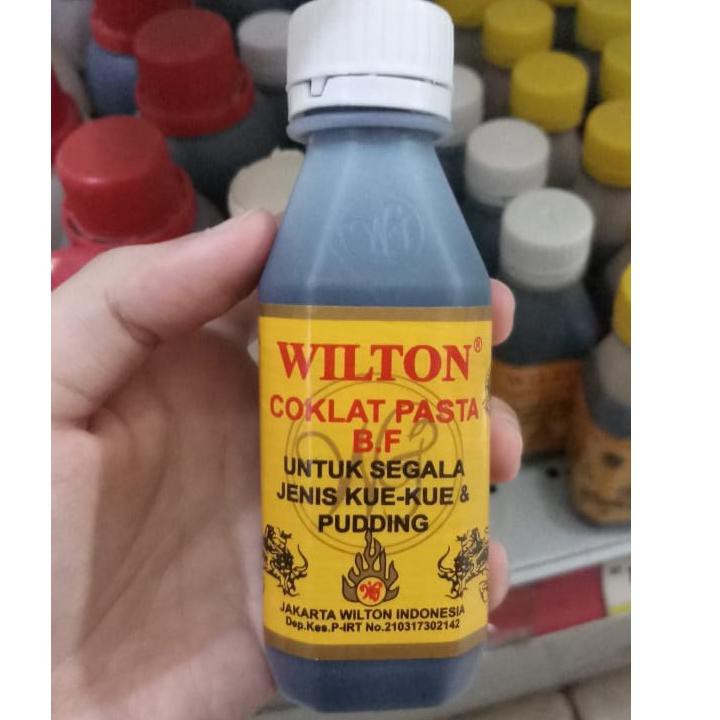 WILTON®
COKLAT PASTA
B.F
UNTUK SEGALA
JENIS KUE-KUE &
PUDDING
JAKARTA WILTON INDONESIA
Dep.Kes.P-IRT No.210317302142